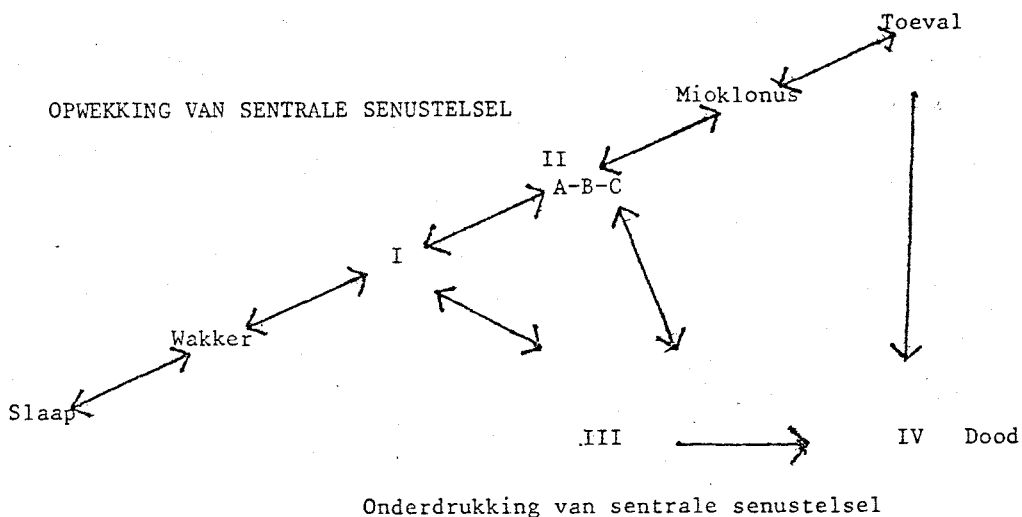 Toeval
Mioklonus
OPWEKKING VAN SENTRALE SENUSTELSEL
II
A-B-C
I
Wakker
Slaap
III
IV Dood
Onderdrukking van sentrale senustelsel